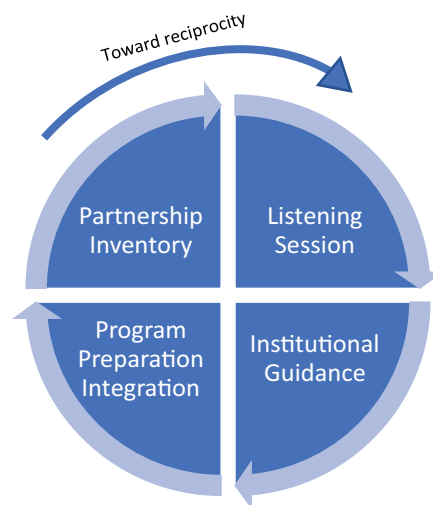 Toward reciprocity
Partnership
Inventory
Listening
Session
Program
Preparation
Integration
Institutional
Guidance